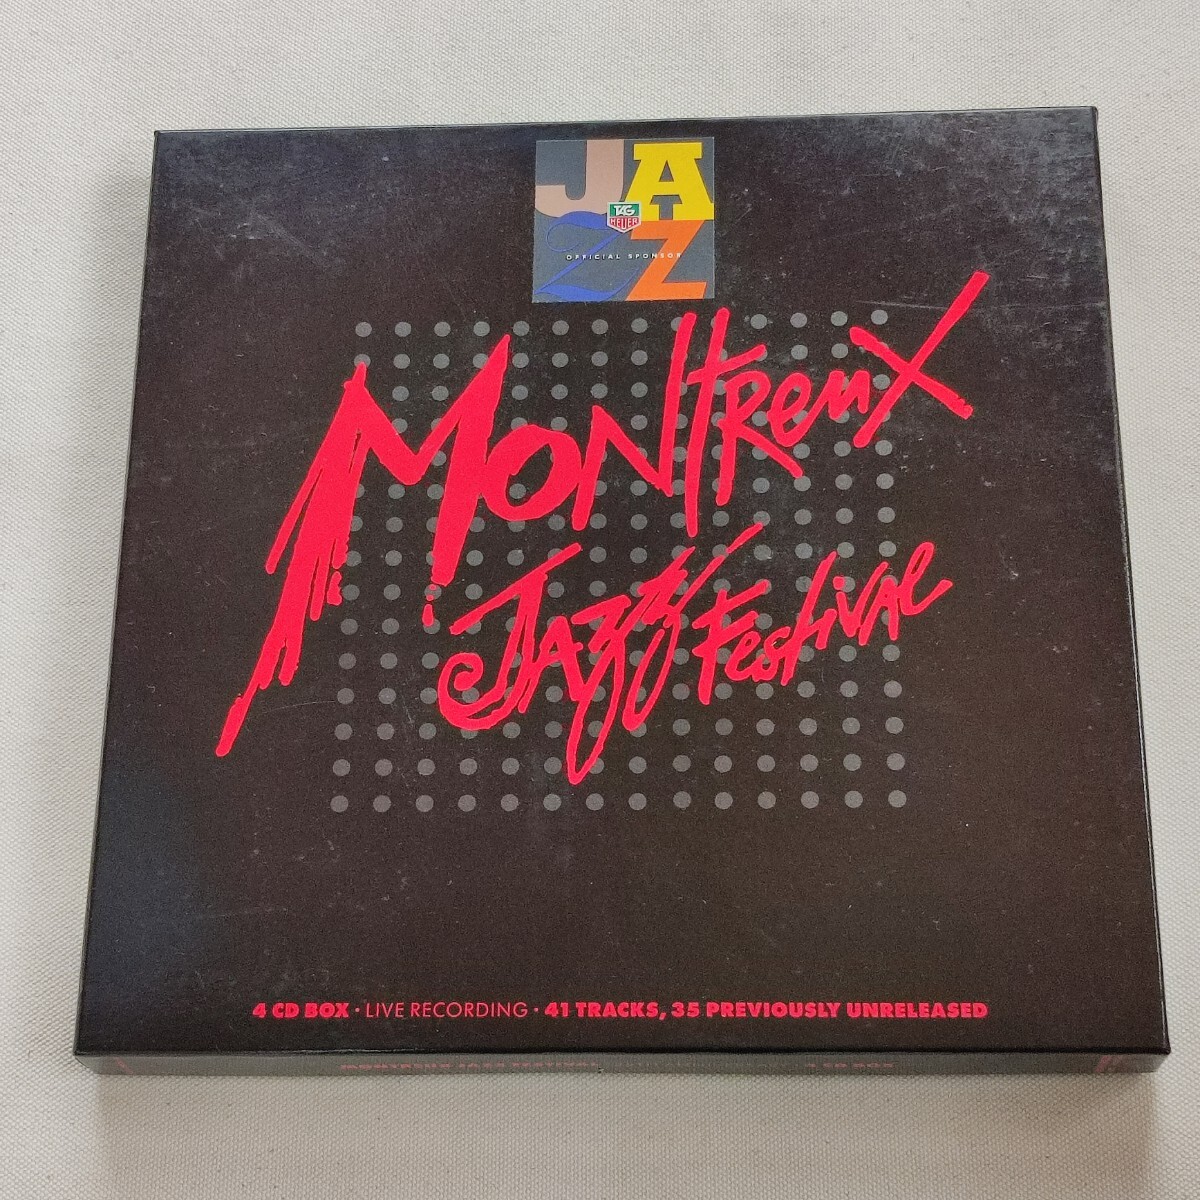 JAZZ
AT
TAG
HEUER
OFFICIAL SPONSOR
MONtReuX
JAZZ FestiVAL
4 CD BOX · LIVE RECORDING · 41 TRACKS, 35 PREVIOUSLY UNRELEASED
MONTREUX JAZZ FESTIVAL
4 CD BOX